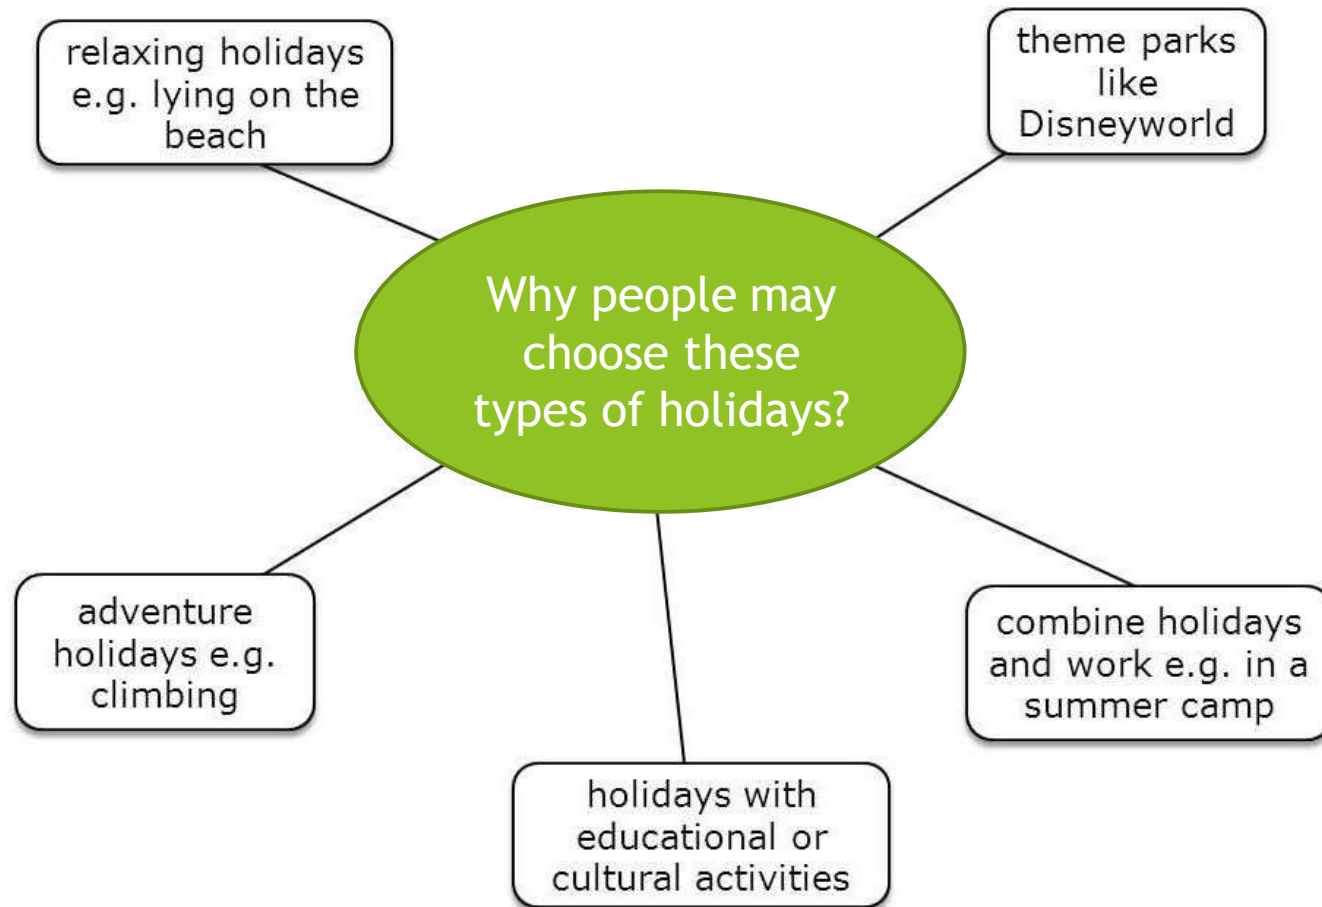 relaxing holidays
e.g. lying on the
beach
theme parks
like
Disneyworld
Why people may
choose these
types of holidays?
adventure
holidays e.g.
climbing
combine holidays
and work e.g. in a
summer camp
holidays with
educational or
cultural activities